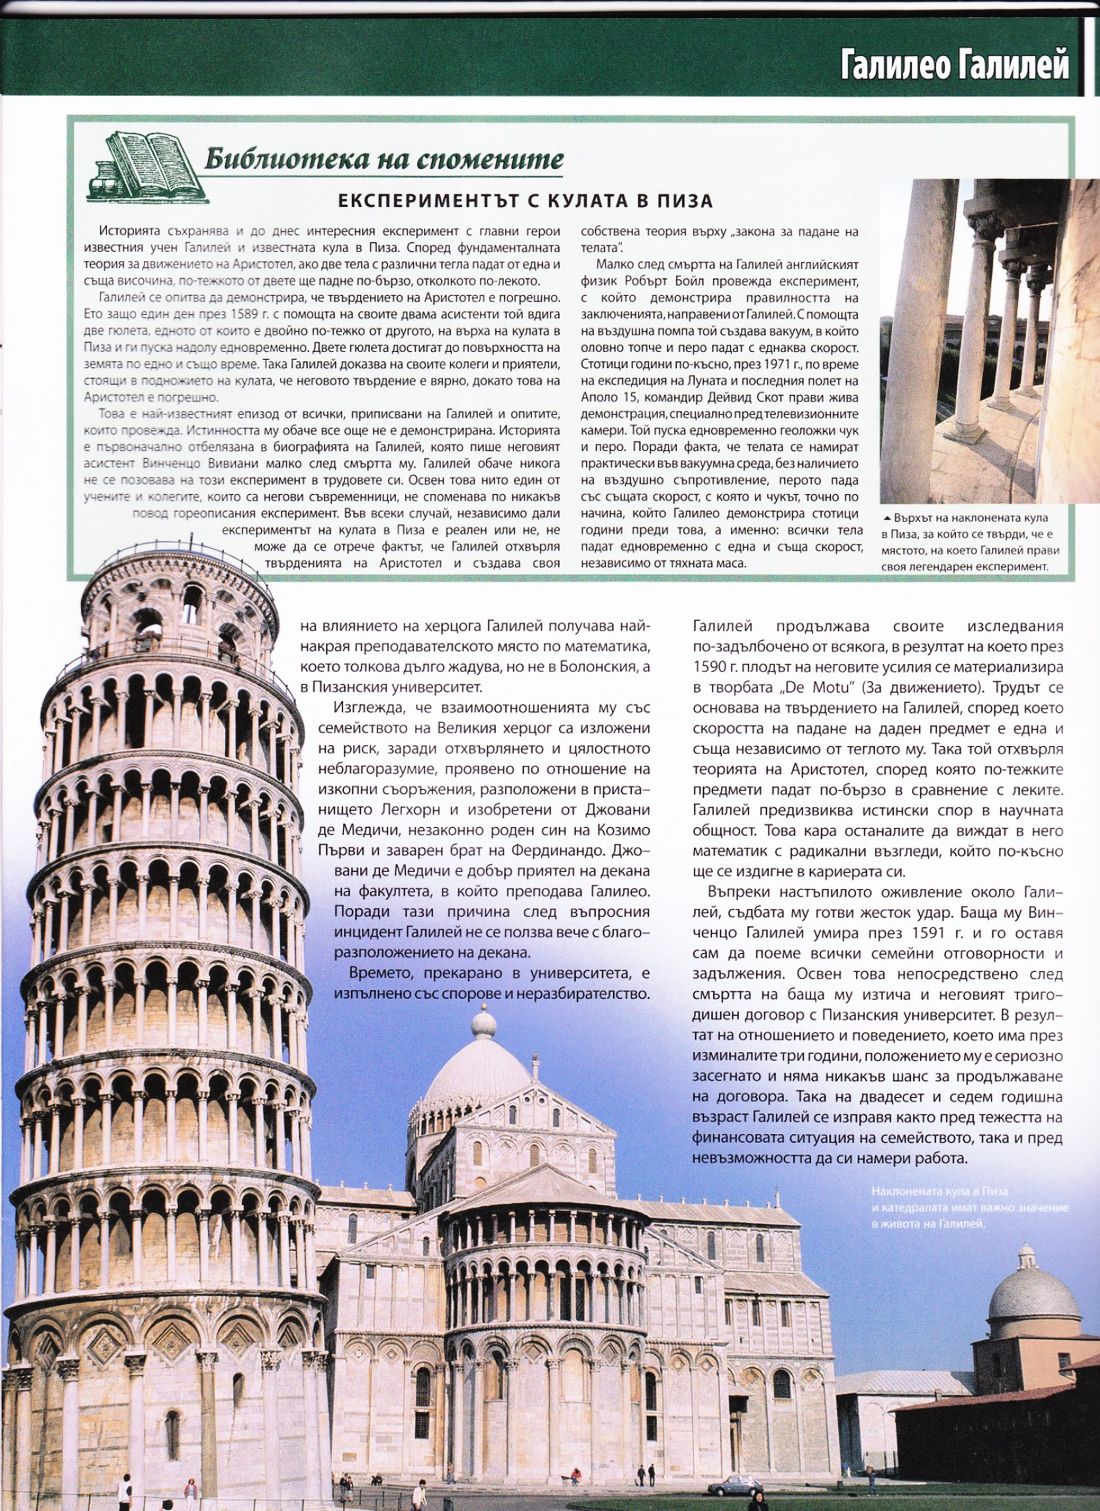 Галилео Галилей
Библиотека на спомените
ЕКСПЕРИМЕНТЪТ С КУЛАТА В ПИЗА
Историята съхранява и до днес интересния експеримент с главни герои
известния учен Галилей и известната кула в Пиза. Според фундаменталната
теория за движението на Аристотел, ако две тела с различни тегла падат от една и
съща височина, по-тежкото от двете ще падне по-бързо, отколкото по-лекото.
Галилей се опитва да демонстрира, че твърдението на Аристотел е погрешно.
Ето защо един ден през 1589 г. с помощта на своите двама асистенти той вдига
две гюлета, едното от които е двойно по-тежко от другото, на върха на кулата в
Пиза и ги пуска надолу едновременно. Двете гюлета достигат до повърхността на
земята по едно и също време. Така Галилей доказва на своите колеги и приятели,
стоящи в подножието на кулата, че неговото твърдение е вярно, докато това на
Аристотел е погрешно.
Това е най-известният епизод от всички, приписвани на Галилей и опитите,
които провежда. Истинността му обаче все още не е демонстрирана. Историята
е първоначално отбелязана в биографията на Галилей, която пише неговият
асистент Винченцо Вивиани малко след смъртта му. Галилей обаче никога
не се позовава на този експеримент в трудовете си. Освен това нито един от
учените и колегите, които са негови съвременници, не споменава по никакъв
повод гореописания експеримент. Във всеки случай, независимо дали
експериментът на кулата в Пиза е реален или не, не
може да се отрече фактът, че Галилей отхвърля
твърденията на Аристотел и създава своя
собствена теория върху „закона за падане на
телата“.
Малко след смъртта на Галилей английският
физик Робърт Бойл провежда експеримент,
с който демонстрира правилността на
заключенията, направени от Галилей. С помощта
на въздушна помпа той създава вакуум, в който
оловно топче и перо падат с еднаква скорост.
Стотици години по-късно, през 1971 г., по време
на експедиция на Луната и последния полет на
Аполо 15, командир Дейвид Скот прави жива
демонстрация, специално пред телевизионните
камери. Той пуска едновременно геоложки чук
и перо. Поради факта, че телата се намират
практически във вакуумна среда, без наличието
на въздушно съпротивление, перото пада
със същата скорост, с която и чукът, точно по
начина, който Галилео демонстрира стотици
години преди това, а именно: всички тела
падат едновременно с една и съща скорост,
независимо от тяхната маса.
Върхът на наклонената кула
в Пиза, за който се твърди, че е
мястото, на което Галилей прави
своя легендарен експеримент.
на влиянието на херцога Галилей получава най-
накрая преподавателското място по математика,
което толкова дълго жадува, но не в Болонския, а
в Пизанския университет.
Изглежда, че взаимоотношенията му със
семейството на Великия херцог са изложени
на риск, заради отхвърлянето и цялостното
неблагоразумие, проявено по отношение на
изкопни съоръжения, разположени в приста-
нището Легхорн и изобретени от Джовани
де Медичи, незаконно роден син на Козимо
Първи и заварен брат на Фердинандо. Джо-
вани де Медичи е добър приятел на декана
на факултета, в който преподава Галилео.
Поради тази причина след въпросния
инцидент Галилей не се ползва вече с благо-
разположението на декана.
Времето, прекарано в университета, е
изпълнено със спорове и неразбирателство.
Галилей продължава своите изследвания
по-задълбочено от всякога, в резултат на което през
1590 г. плодът на неговите усилия се материализира
в творбата „De Motu” (За движението). Трудът се
основава на твърдението на Галилей, според което
скоростта на падане на даден предмет е една и
съща независимо от теглото му. Така той отхвърля
теорията на Аристотел, според която по-тежките
предмети падат по-бързо в сравнение с леките.
Галилей предизвиква истински спор в научната
общност. Това кара останалите да виждат в него
математик с радикални възгледи, който по-късно
ще се издигне в кариерата си.
Въпреки настъпилото оживление около Гали-
лей, съдбата му готви жесток удар. Баща му Вин-
ченцо Галилей умира през 1591 г. и го оставя
сам да поеме всички семейни отговорности и
задължения. Освен това непосредствено след
смъртта на баща му изтича и неговият триго-
дишен договор с Пизанския университет. В резул-
тат на отношението и поведението, което има през
изминалите три години, положението му е сериозно
засегнато и няма никакъв шанс за продължаване
на договора. Така на двадесет и седем годишна
възраст Галилей се изправя както пред тежестта на
финансовата ситуация на семейството, така и пред
невъзможността да си намери работа.
Наклонената кула в Пиза
и катедралата имат важно значение
в живота на Галилей.